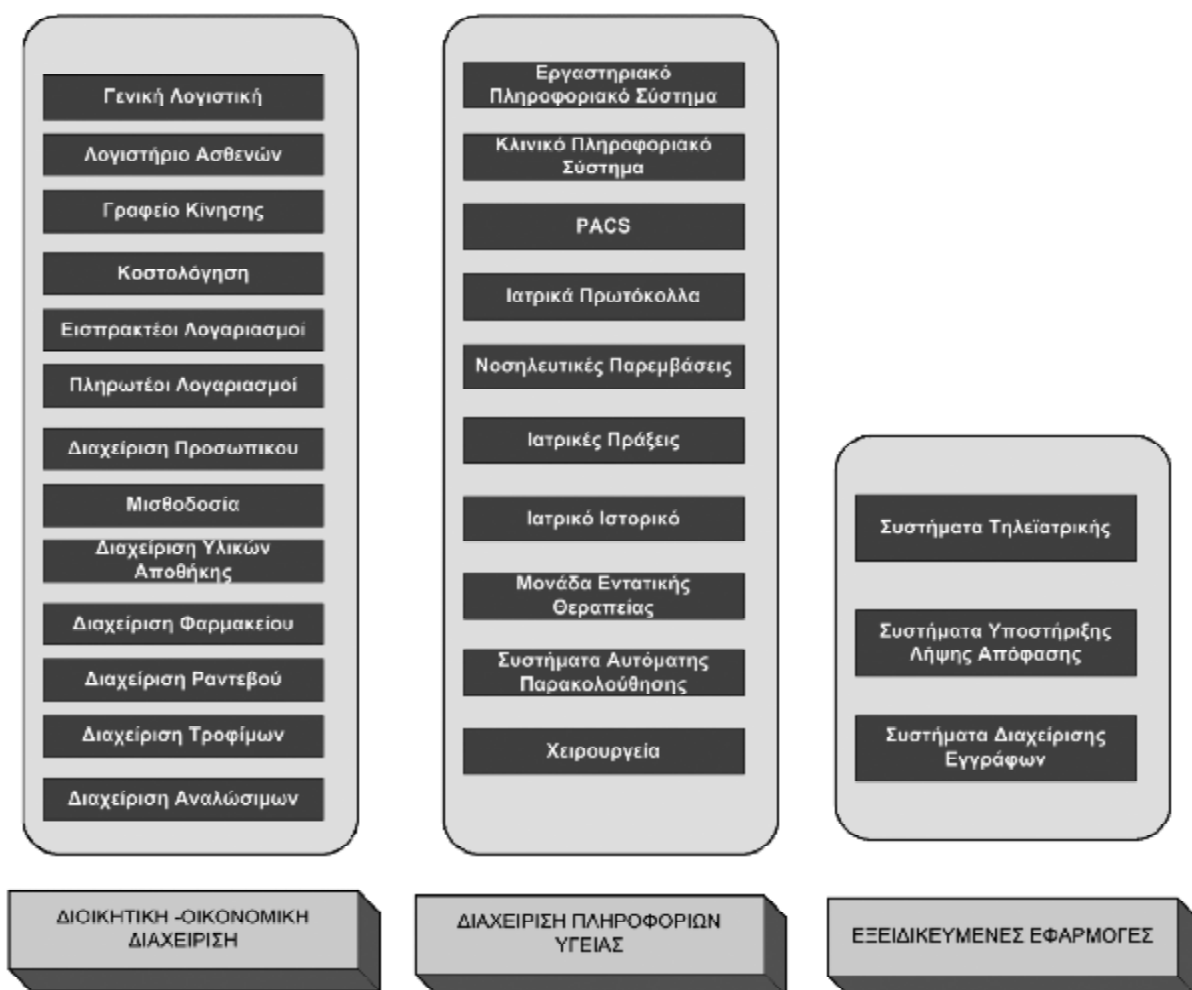 Γενική Λογιστική
Λογιστήριο Ασθενών
Γραφείο Κίνησης
Κοστολόγηση
Εισπρακτέοι Λογαριασμοί
Πληρωτέοι Λογαριασμοί
Διαχείριση Προσωπικου
Μισθοδοσία
Διαχείριση Υλικών
Αποθήκης
Διαχείριση Φαρμακείου
Διαχείριση Ραντεβού
Διαχείριση Τροφίμων
Διαχείριση Αναλώσιμων
ΔΙΟΙΚΗΤΙΚΗ -ΟΙΚΟΝΟΜΙΚΗ
ΔΙΑΧΕΙΡΙΣΗ
Εργαστηριακό
Πληροφοριακό Σύστημα
Κλινικό Πληροφοριακό
Σύστημα
PACS
Ιατρικά Πρωτόκολλα
Νοσηλευτικές Παρεμβάσεις
Ιατρικές Πράξεις
Ιατρικό Ιστορικό
Μονάδα Εντατικής
Θεραπείας
Συστήματα Αυτόματης
Παρακολούθησης
Χειρουργεία
ΔΙΑΧΕΙΡΙΣΗ ΠΛΗΡΟΦΟΡΙΩΝ
ΥΓΕΙΑΣ
Συστήματα Τηλεϊατρικής
Συστήματα Υποστήριξης
Λήψης Απόφασης
Συστήματα Διαχείρισης
Εγγράφων
ΕΞΕΙΔΙΚΕΥΜΕΝΕΣ ΕΦΑΡΜΟΓΕΣ